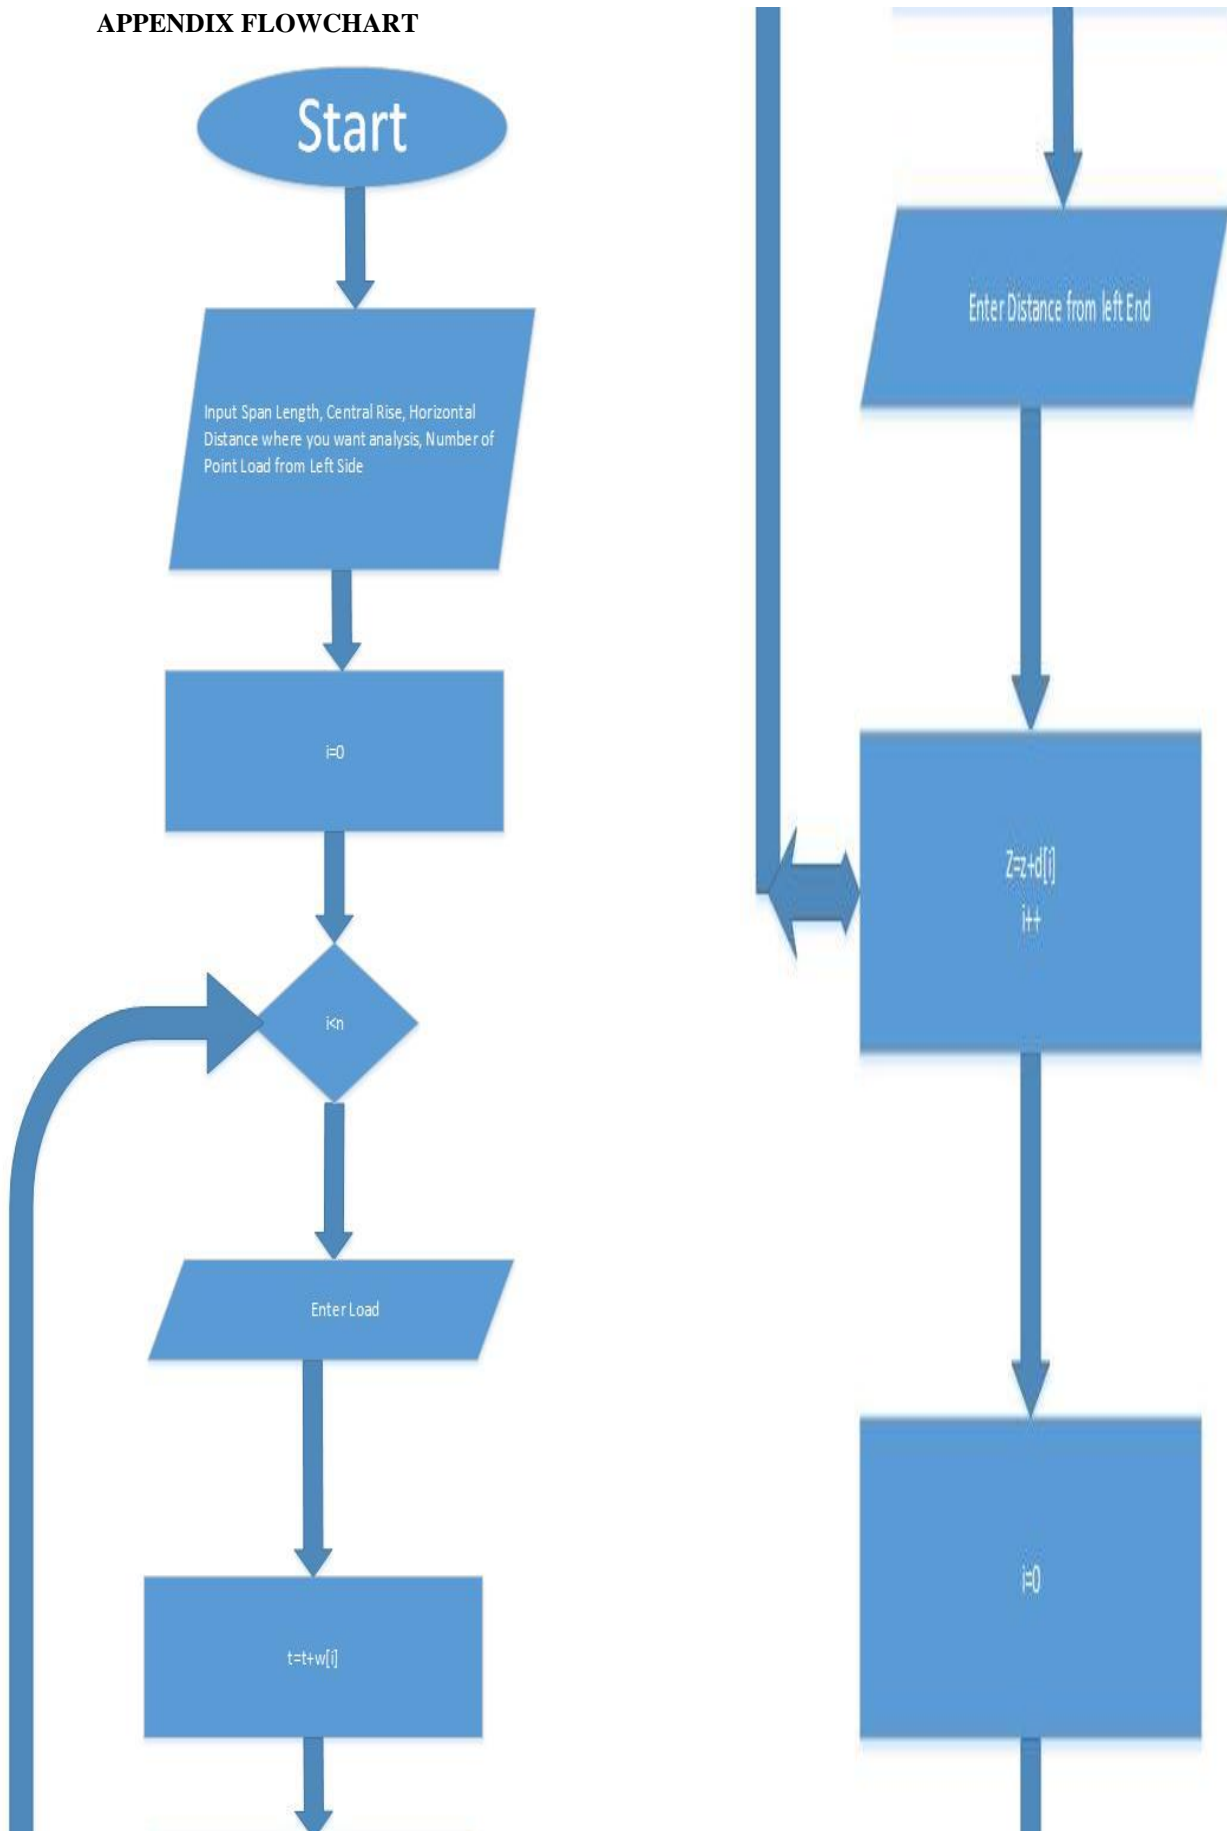 APPENDIX FLOWCHART
Start
Input Span Length, Central Rise, Horizontal
Distance where you want analysis, Number of
Point Load from Left Side
i=0
i<n
Enter Load
t=t+w[i]
Enter Distance from left End
Z=z+d[i]
i++
i=0